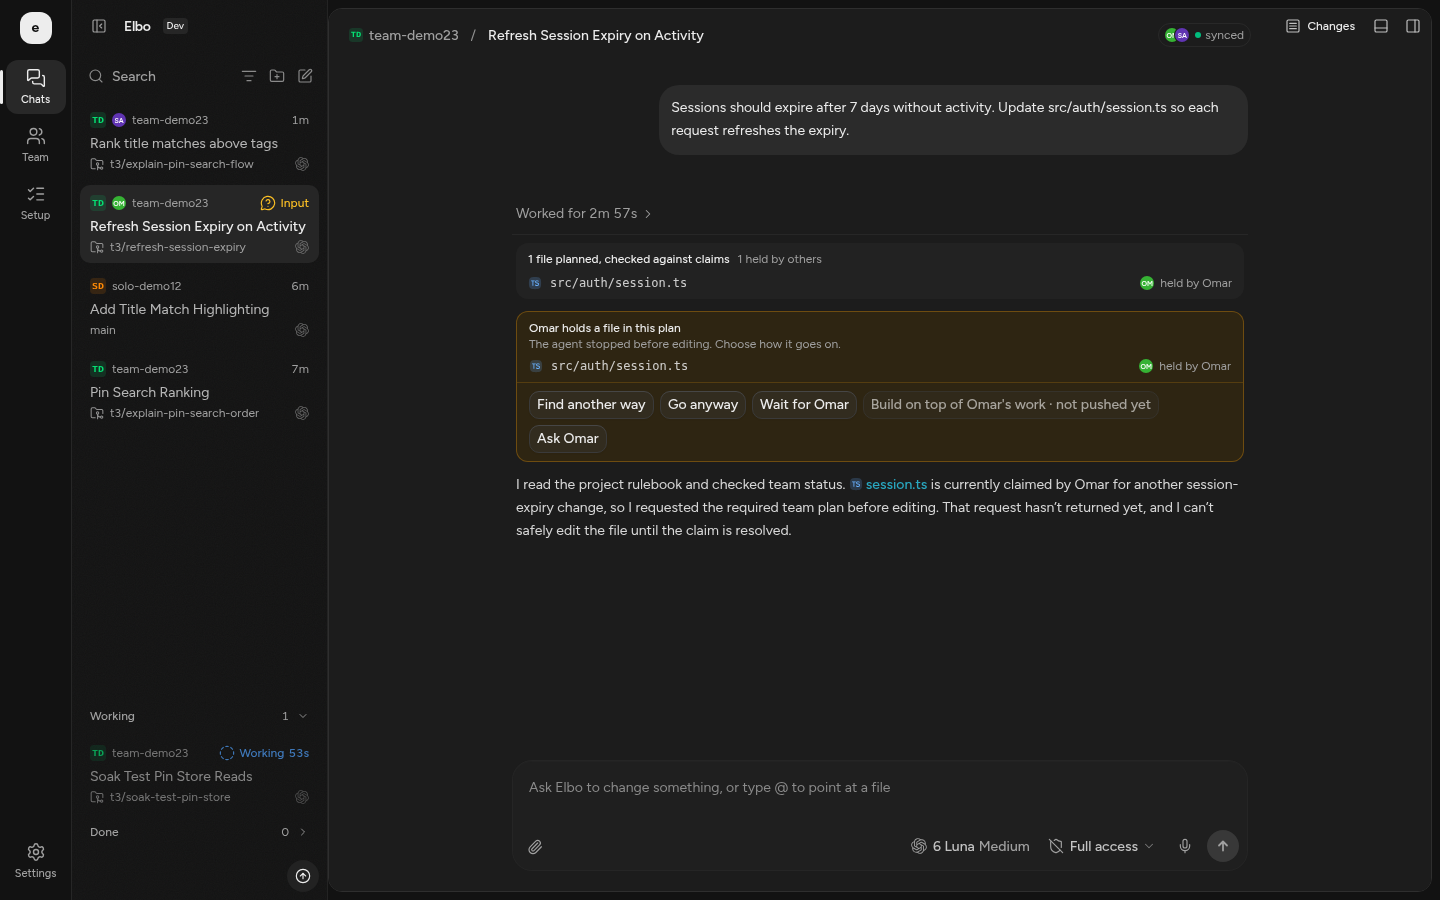 e
Chats
Team
Setup
Settings
Elbo Dev
Search
TD SA team-demo23 1m
Rank title matches above tags
t3/explain-pin-search-flow
TD OM team-demo23 Input
Refresh Session Expiry on Activity
t3/refresh-session-expiry
SD solo-demo12 6m
Add Title Match Highlighting
main
TD team-demo23 7m
Pin Search Ranking
t3/explain-pin-search-order
Working 1
TD team-demo23 Working 53s
Soak Test Pin Store Reads
t3/soak-test-pin-store
Done 0
TD team-demo23 / Refresh Session Expiry on Activity
OM SA synced
Changes
Sessions should expire after 7 days without activity. Update src/auth/session.ts so each
request refreshes the expiry.
Worked for 2m 57s
1 file planned, checked against claims 1 held by others
TS src/auth/session.ts OM held by Omar
Omar holds a file in this plan
The agent stopped before editing. Choose how it goes on.
TS src/auth/session.ts OM held by Omar
Find another way Go anyway Wait for Omar Build on top of Omar's work · not pushed yet
Ask Omar
I read the project rulebook and checked team status. TS session.ts is currently claimed by Omar for another session-
expiry change, so I requested the required team plan before editing. That request hasn’t returned yet, and I can’t
safely edit the file until the claim is resolved.
Ask Elbo to change something, or type @ to point at a file
6 Luna Medium Full access